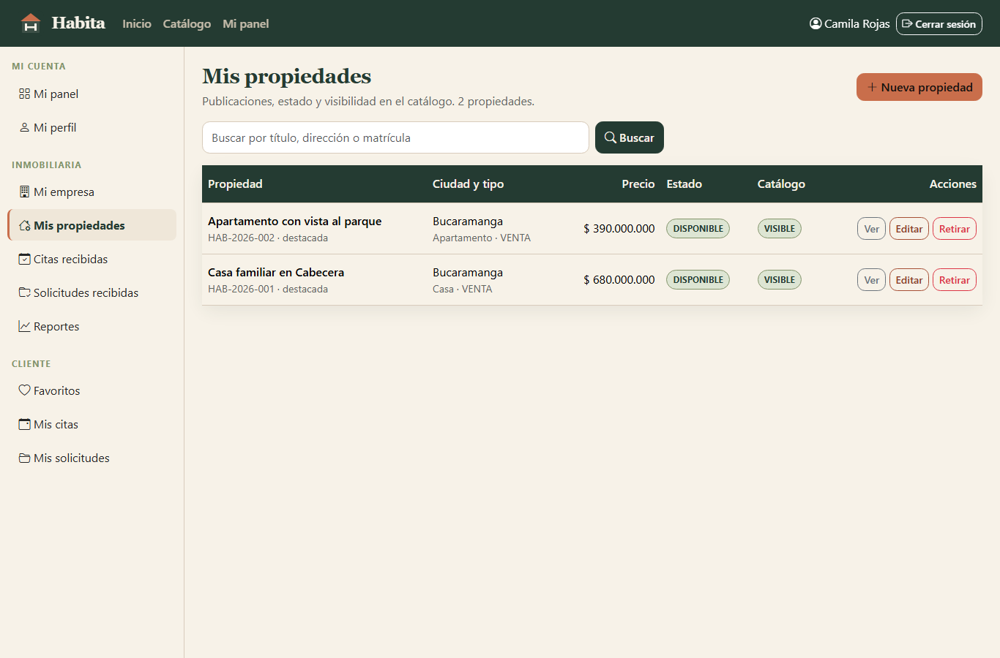 Habita Inicio Catálogo Mi panel Camila Rojas Cerrar sesión
MI CUENTA
Mi panel
Mi perfil
INMOBILIARIA
Mi empresa
Mis propiedades
Citas recibidas
Solicitudes recibidas
Reportes
CLIENTE
Favoritos
Mis citas
Mis solicitudes
Mis propiedades
Publicaciones, estado y visibilidad en el catálogo. 2 propiedades.
+ Nueva propiedad
Buscar por título, dirección o matrícula Buscar
Propiedad Ciudad y tipo Precio Estado Catálogo Acciones
Apartamento con vista al parque Bucaramanga $ 390.000.000 DISPONIBLE VISIBLE Ver Editar Retirar
HAB-2026-002 · destacada Apartamento · VENTA
Casa familiar en Cabecera Bucaramanga $ 680.000.000 DISPONIBLE VISIBLE Ver Editar Retirar
HAB-2026-001 · destacada Casa · VENTA